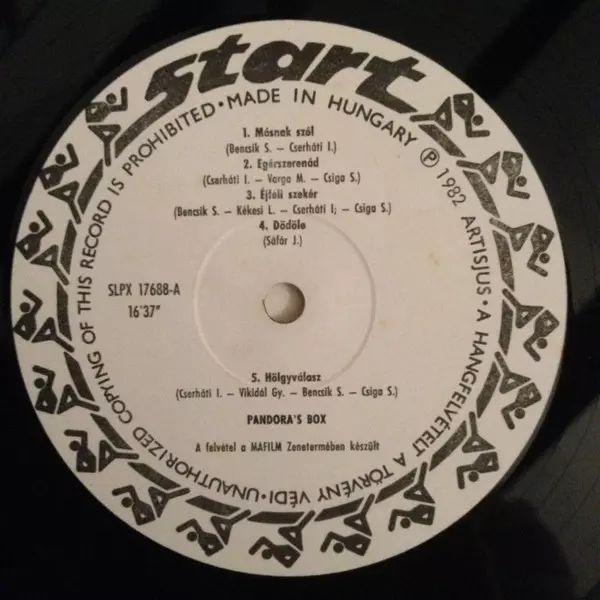 start
UNAUTHORIZED COPYING OF THIS RECORD IS PROHIBITED • MADE IN HUNGARY Ⓟ 1982 ARTISJUS • A HANGFELVÉTELT A TÖRVÉNY VÉDI •
1. Másnak szól
(Bencsik S. – Cserháti I.)
2. Egérszerenád
(Cserháti I. – Varga M. – Csiga S.)
3. Éjféli szekér
(Bencsik S. – Kékesi L. – Cserháti I; – Csiga S.)
4. Dödöle
(Sáfár J.)
SLPX 17688-A
16'37"
5. Hölgyválasz
(Cserháti I. – Vikidál Gy. – Bencsik S. – Csiga S.)
PANDORA'S BOX
A felvétel a MAFILM Zenetermében készült